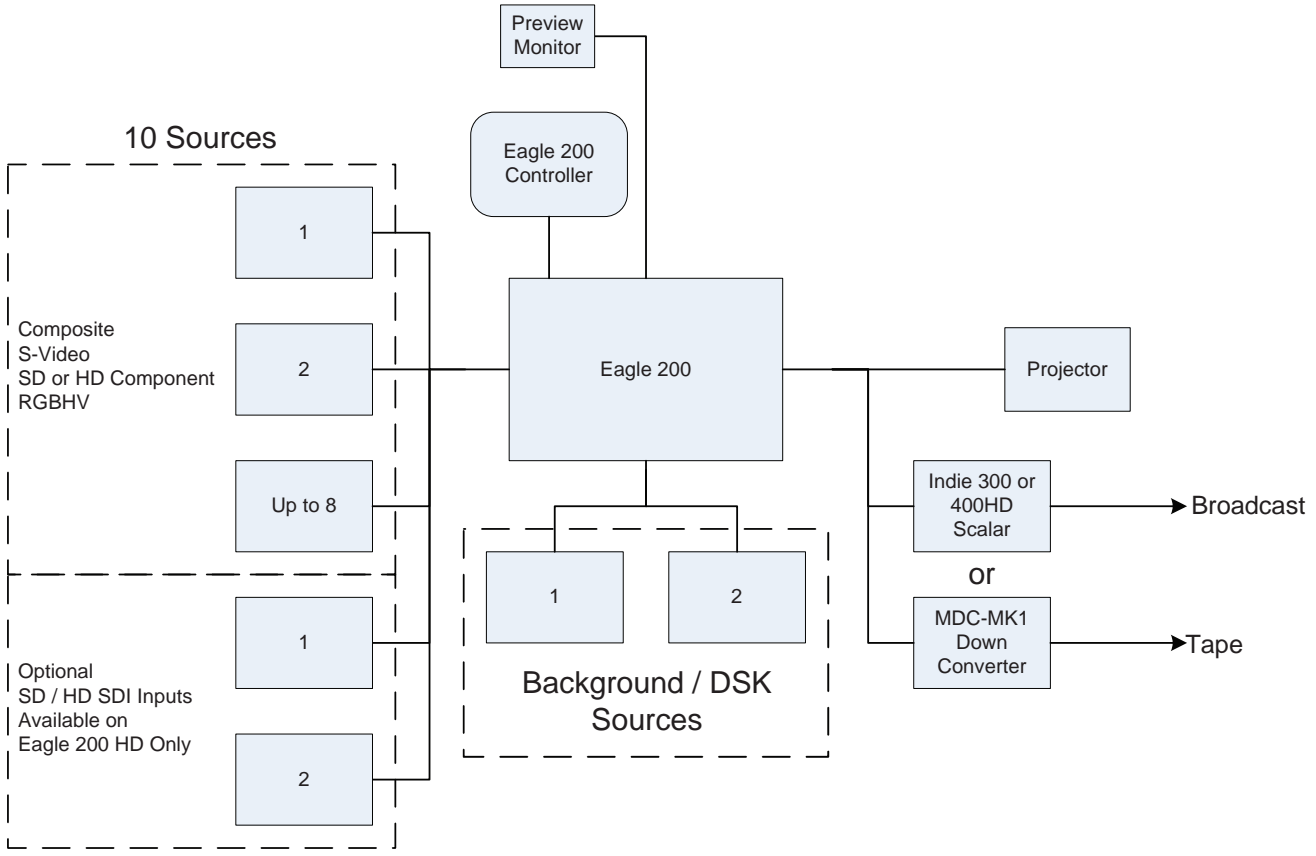 Preview
Monitor
Eagle 200
Controller
10 Sources
1
Composite
S-Video
SD or HD Component
RGBHV
2
Up to 8
Eagle 200
Projector
Indie 300 or
400HD
Scalar
Broadcast
or
MDC-MK1
Down
Converter
Tape
1
2
Background / DSK
Sources
1
Optional
SD / HD SDI Inputs
Available on
Eagle 200 HD Only
2